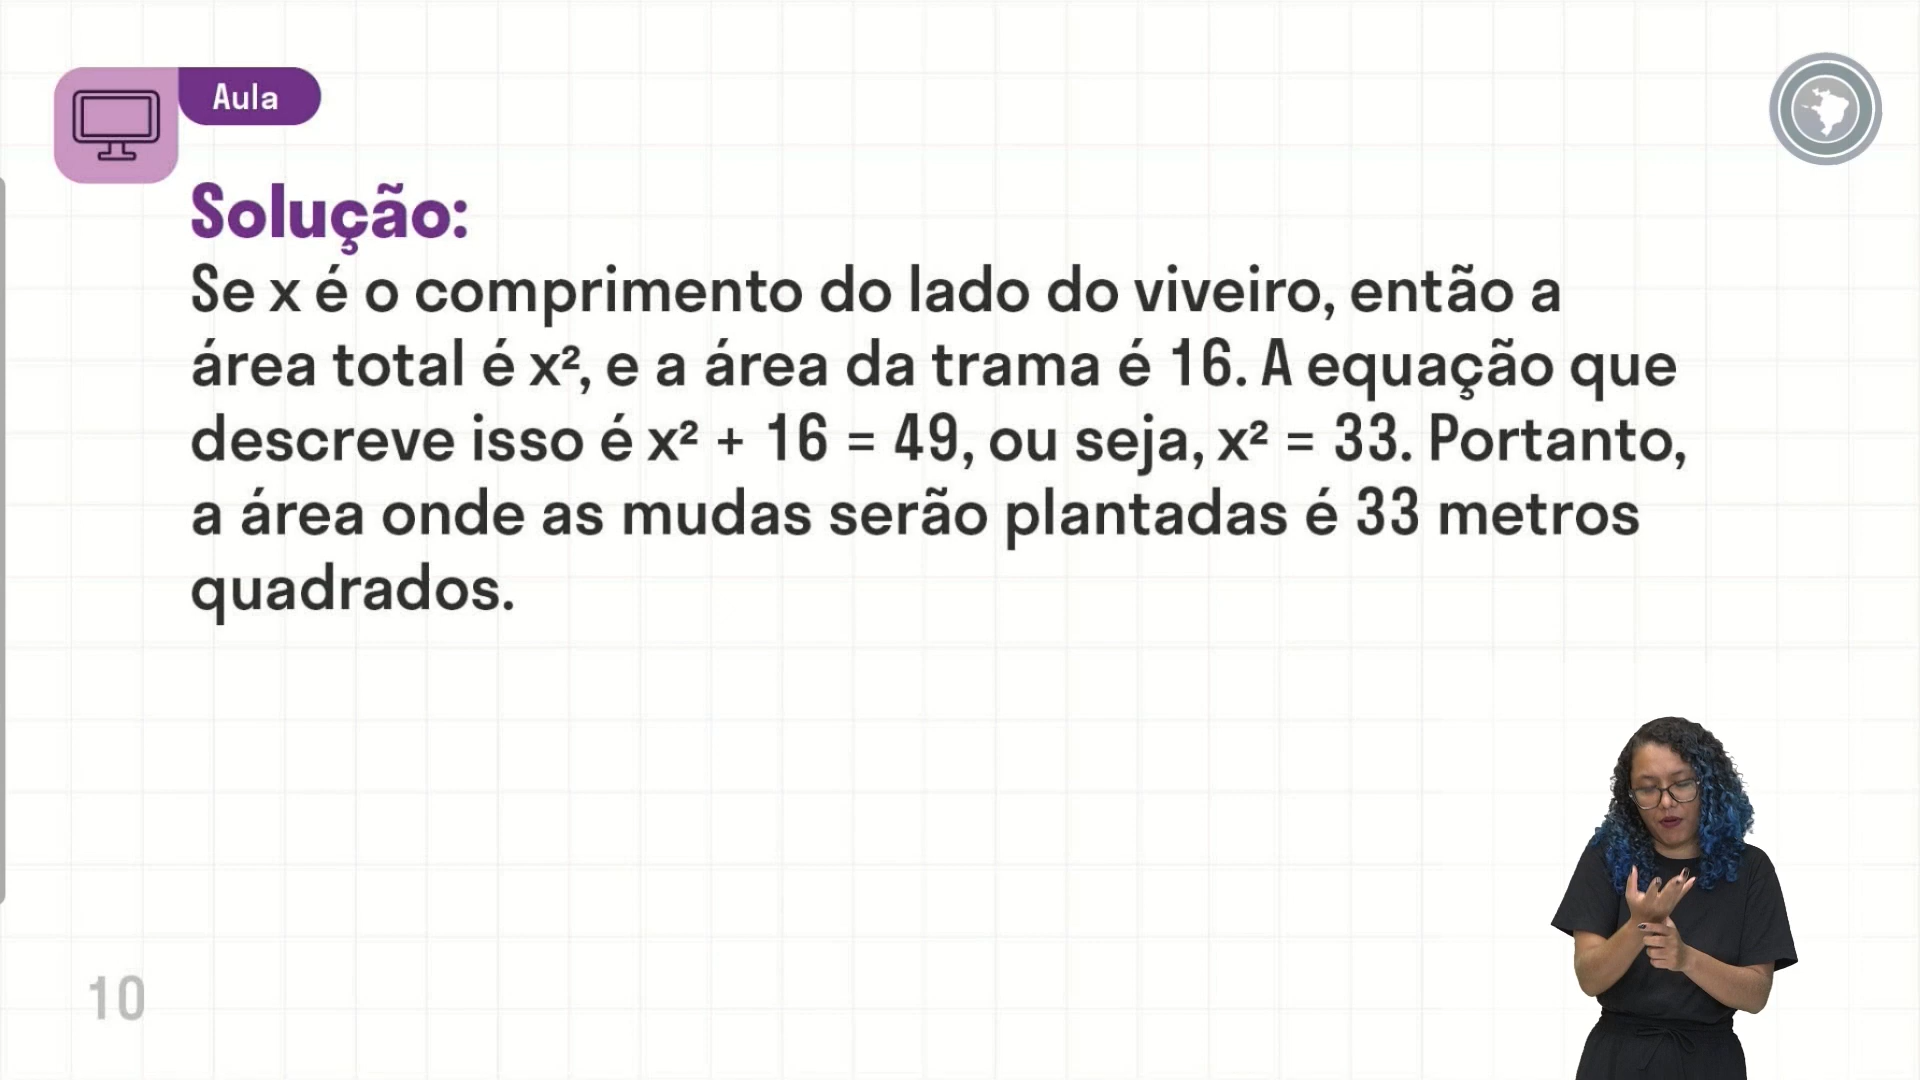 Aula
Solução:
Se x é o comprimento do lado do viveiro, então a
área total é x², e a área da trama é 16. A equação que
descreve isso é x² + 16 = 49, ou seja, x² = 33. Portanto,
a área onde as mudas serão plantadas é 33 metros
quadrados.
10